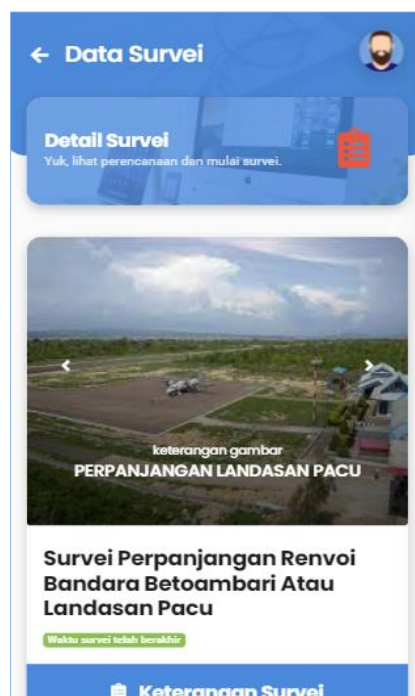 Data Survei
Detail Survei
Yuk, lihat perencanaan dan mulai survei.
keterangan gambar
PERPANJANGAN LANDASAN PACU
Survei Perpanjangan Renvoi
Bandara Betoambari Atau
Landasan Pacu
Waktu survei telah berakhir
Keterangan Survei